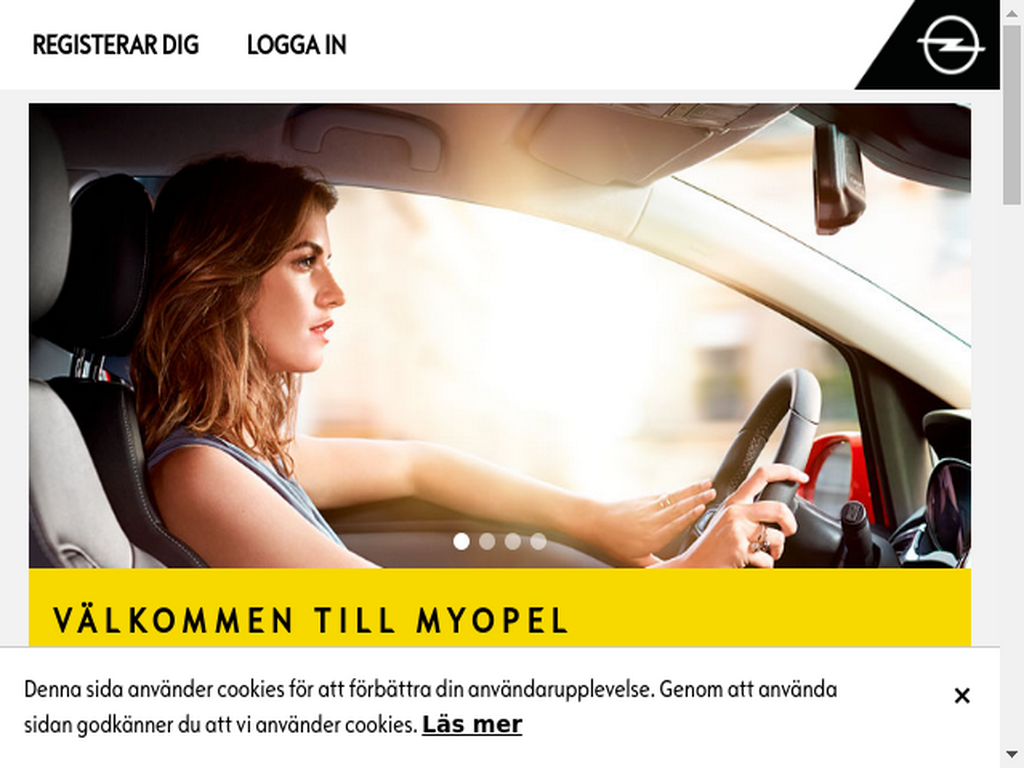 REGISTERAR DIG LOGGA IN
VÄLKOMMEN TILL MYOPEL
Denna sida använder cookies för att förbättra din användarupplevelse. Genom att använda
sidan godkänner du att vi använder cookies. Läs mer